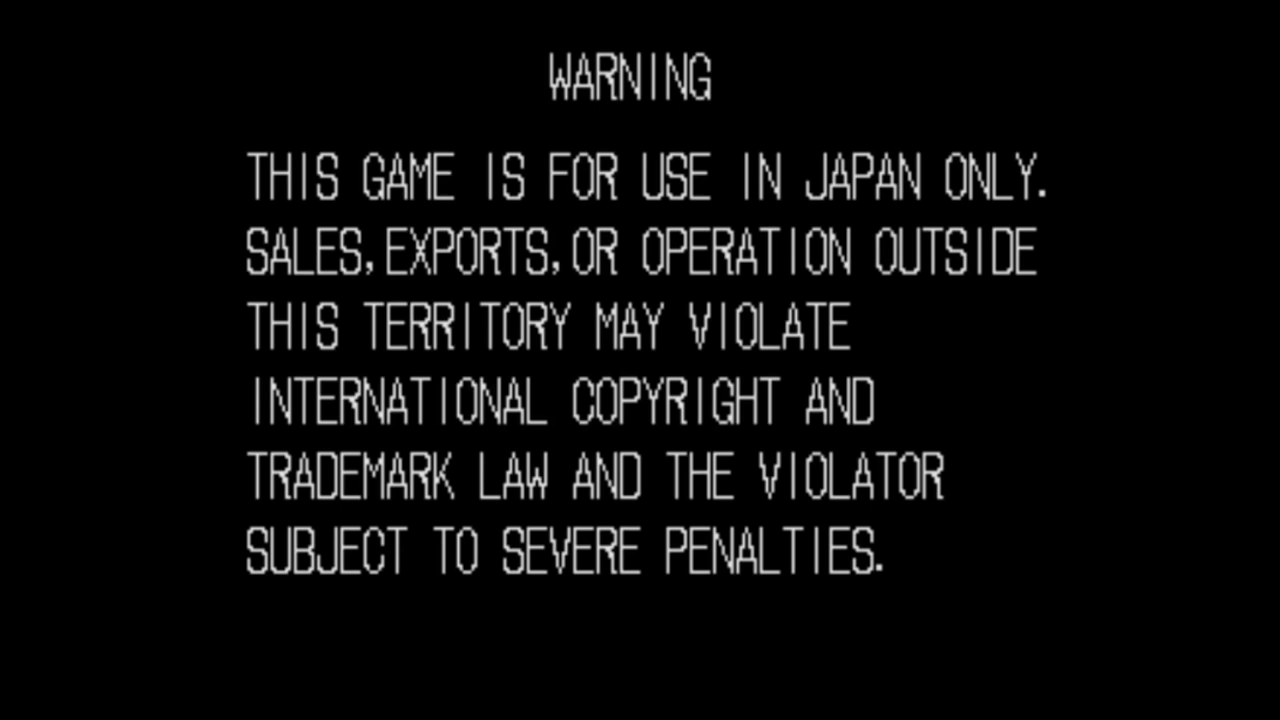 WARNING
THIS GAME IS FOR USE IN JAPAN ONLY.
SALES,EXPORTS,OR OPERATION OUTSIDE
THIS TERRITORY MAY VIOLATE
INTERNATIONAL COPYRIGHT AND
TRADEMARK LAW AND THE VIOLATOR
SUBJECT TO SEVERE PENALTIES.